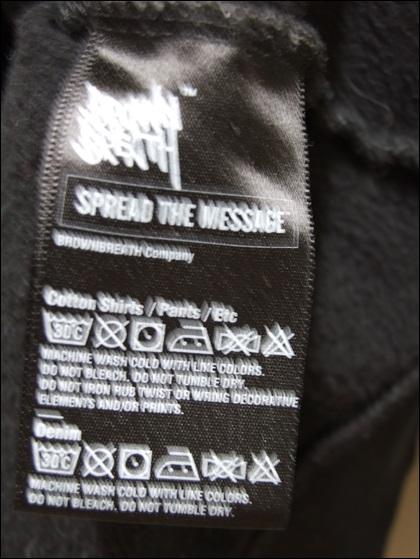 BROWN
BREATH ™
SPREAD THE MESSAGE
BROWNBREATH Company
Cotton Shirts / Pants / Etc
30C
MACHINE WASH COLD WITH LIKE COLORS.
DO NOT BLEACH. DO NOT TUMBLE DRY.
DO NOT IRON RUB TWIST OR WRING DECORATIVE
ELEMENTS AND/OR PRINTS.
Denim
30C
MACHINE WASH COLD WITH LIKE COLORS.
DO NOT BLEACH. DO NOT TUMBLE DRY.